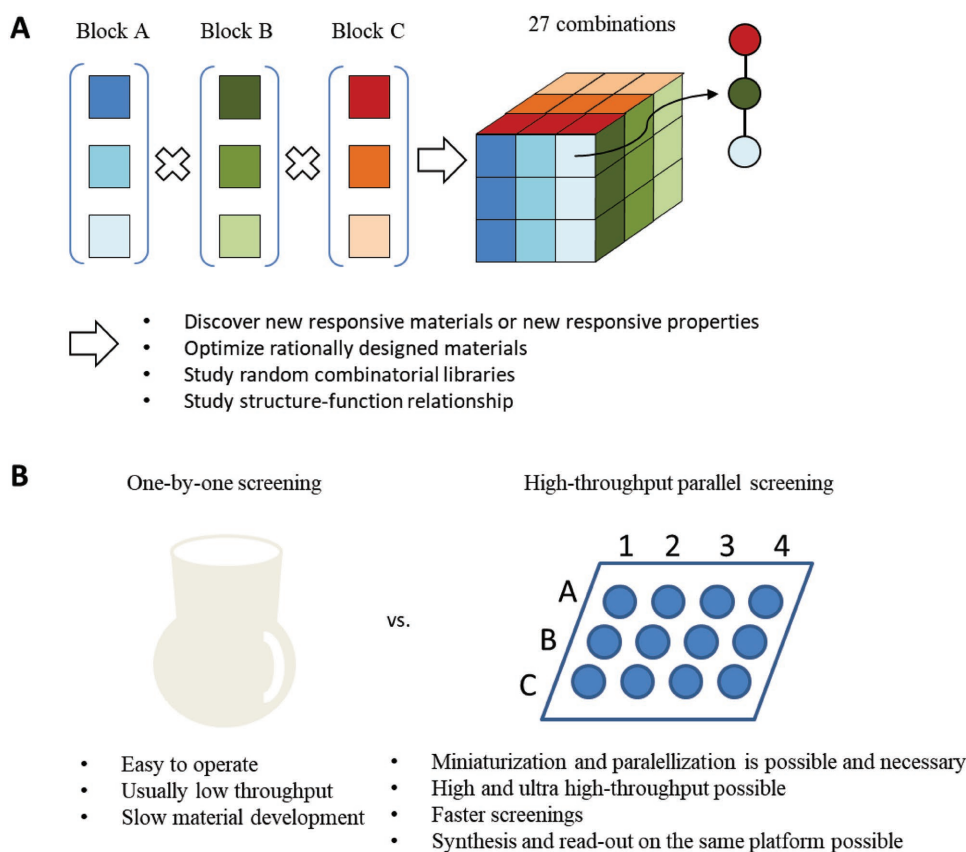 A
Block A
Block B
Block C
27 combinations
• Discover new responsive materials or new responsive properties
• Optimize rationally designed materials
• Study random combinatorial libraries
• Study structure-function relationship
B
One-by-one screening
High-throughput parallel screening
vs.
1 2 3 4
A
B
C
• Easy to operate
• Usually low throughput
• Slow material development
• Miniaturization and paralellization is possible and necessary
• High and ultra high-throughput possible
• Faster screenings
• Synthesis and read-out on the same platform possible